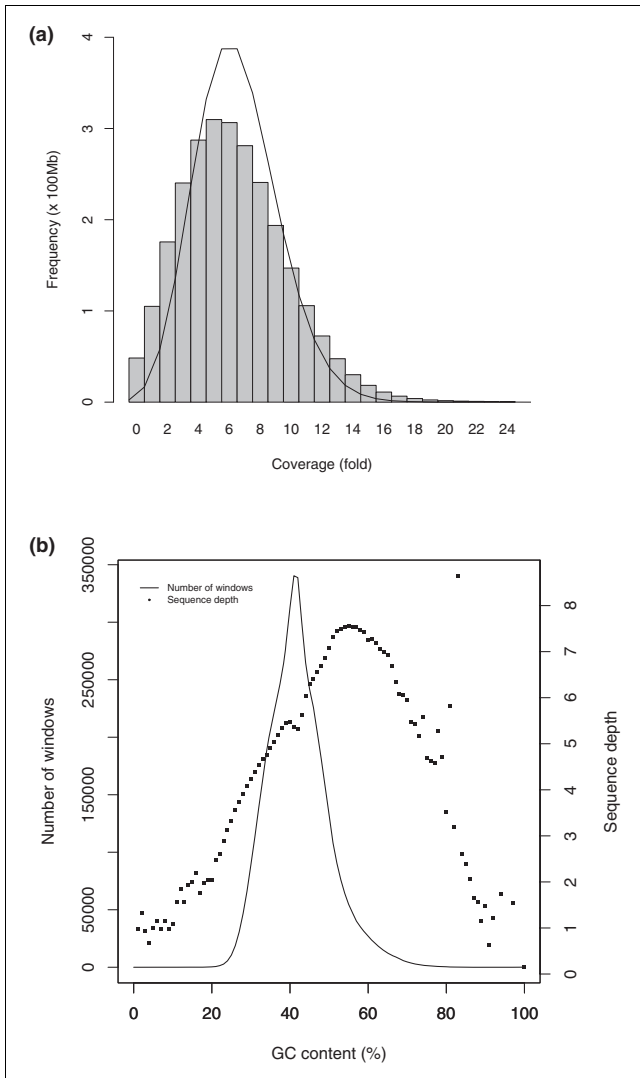 (a)
Frequency (x 100Mb)
4
3
2
1
0
0 2 4 6 8 10 12 14 16 18 20 22 24
Coverage (fold)
(b)
Number of windows
350000
250000
150000
50000
0
Number of windows
Sequence depth
8
7
6
5
4
3
2
1
0
Sequence depth
0 20 40 60 80 100
GC content (%)